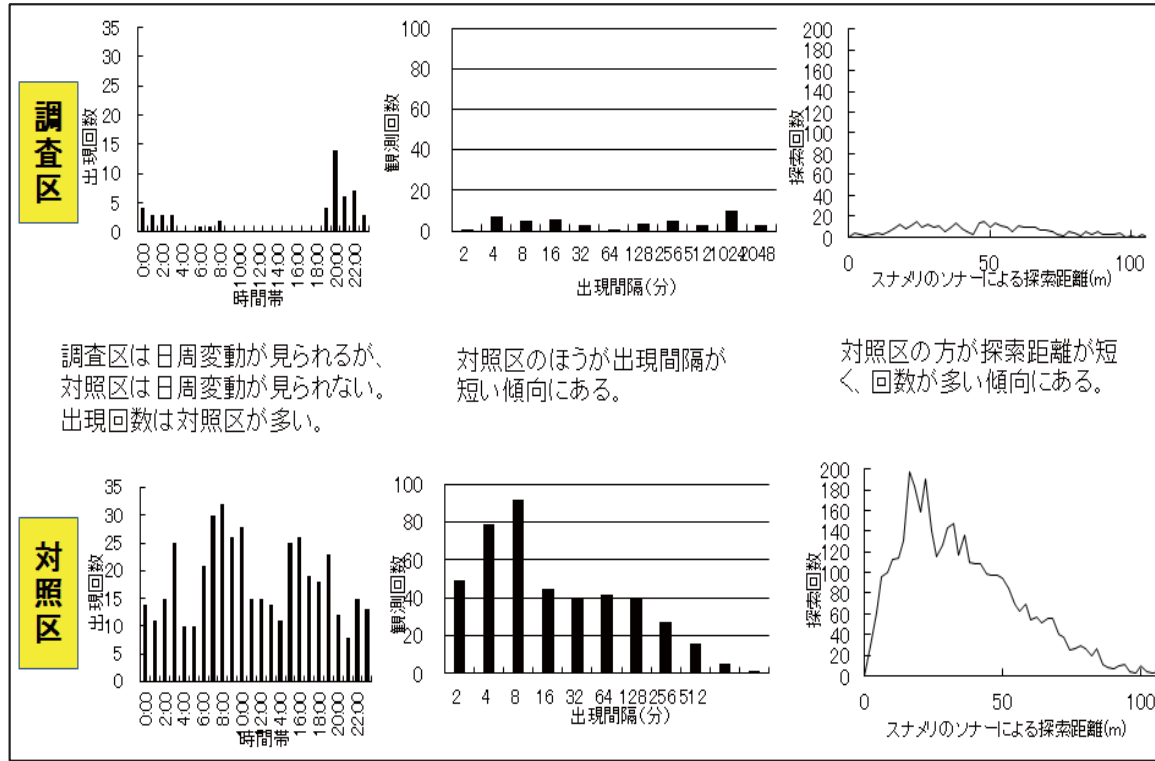 調査区
35
30
25
20
15
10
5
0
出現回数
0:00
2:00
4:00
6:00
8:00
10:00
12:00
14:00
16:00
18:00
20:00
22:00
時間帯
100
80
60
40
20
0
観測回数
2 4 8 16 32 64 128 256 512 1024 2048
出現間隔(分)
200
180
160
140
120
100
80
60
40
20
0
探索回数
0 50 100
スナメリのソナーによる探索距離(m)
調査区は日周変動が見られるが、
対照区は日周変動が見られない。
出現回数は対照区が多い。
対照区のほうが出現間隔が
短い傾向にある。
対照区の方が探索距離が短
く、回数が多い傾向にある。
対照区
35
30
25
20
15
10
5
0
出現回数
0:00
2:00
4:00
6:00
8:00
10:00
12:00
14:00
16:00
18:00
20:00
22:00
時間帯
100
80
60
40
20
0
観測回数
2 4 8 16 32 64 128 256 512
出現間隔(分)
200
180
160
140
120
100
80
60
40
20
0
探索回数
0 50 100
スナメリのソナーによる探索距離(m)